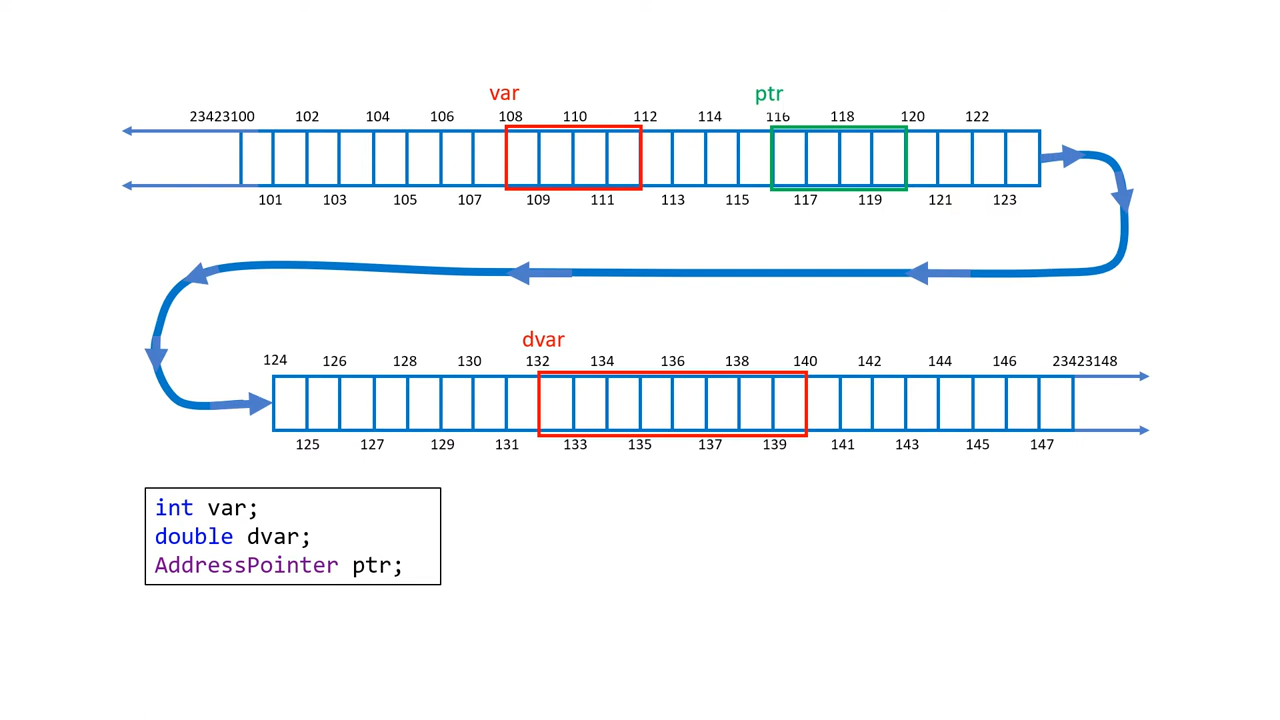 var ptr
23423100 102 104 106 108 110 112 114 116 118 120 122
101 103 105 107 109 111 113 115 117 119 121 123
dvar
124 126 128 130 132 134 136 138 140 142 144 146 23423148
125 127 129 131 133 135 137 139 141 143 145 147
int var;
double dvar;
AddressPointer ptr;